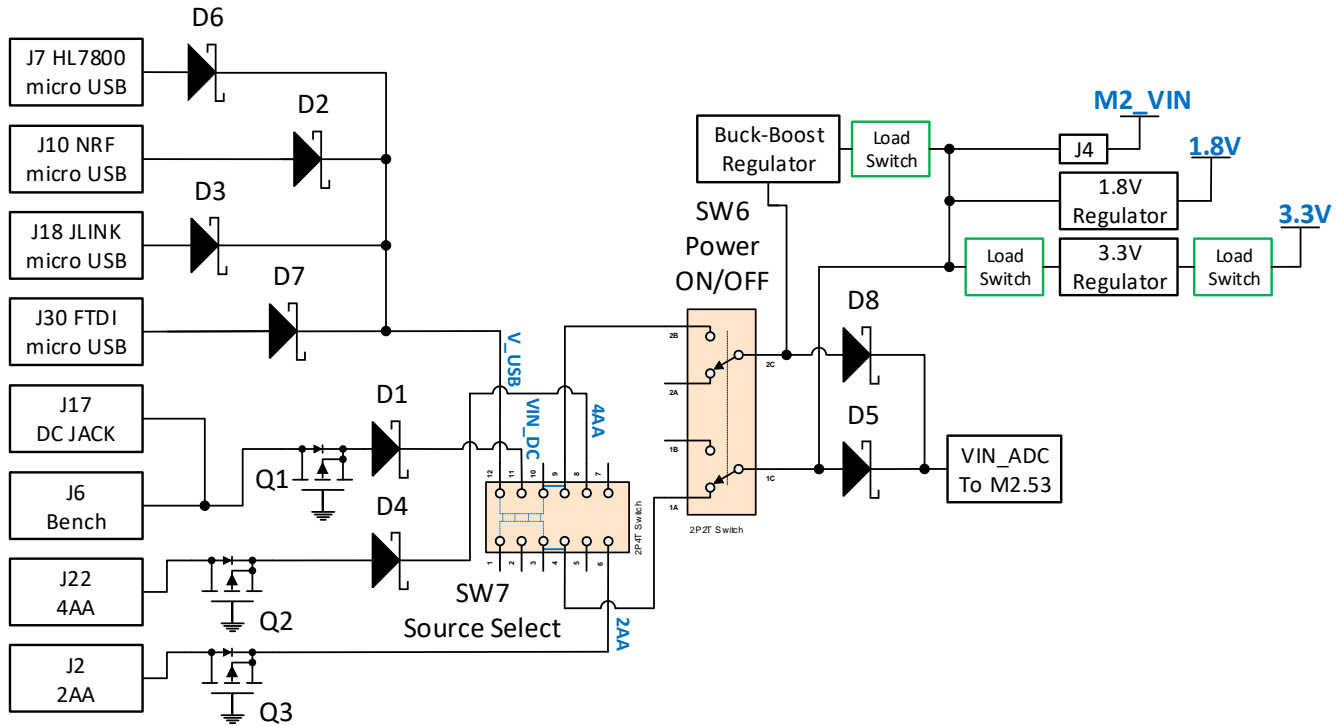 D6
J7 HL7800
micro USB
D2
J10 NRF
micro USB
D3
J18 JLINK
micro USB
D7
J30 FTDI
micro USB
V_USB
J17
DC JACK
D1
VIN_DC
4AA
Q1
J6
Bench
D4
J22
4AA
Q2
J2
2AA
Q3
12
11
10
9
8
7
1
2
3
4
5
6
2P4T Switch
SW7
Source Select
2AA
Buck-Boost
Regulator
Load
Switch
M2_VIN
J4
1.8V
1.8V
Regulator
3.3V
Load
Switch
3.3V
Regulator
Load
Switch
SW6
Power
ON/OFF
2B
2A
2C
1B
1A
1C
2P2T Switch
D8
D5
VIN_ADC
To M2.53